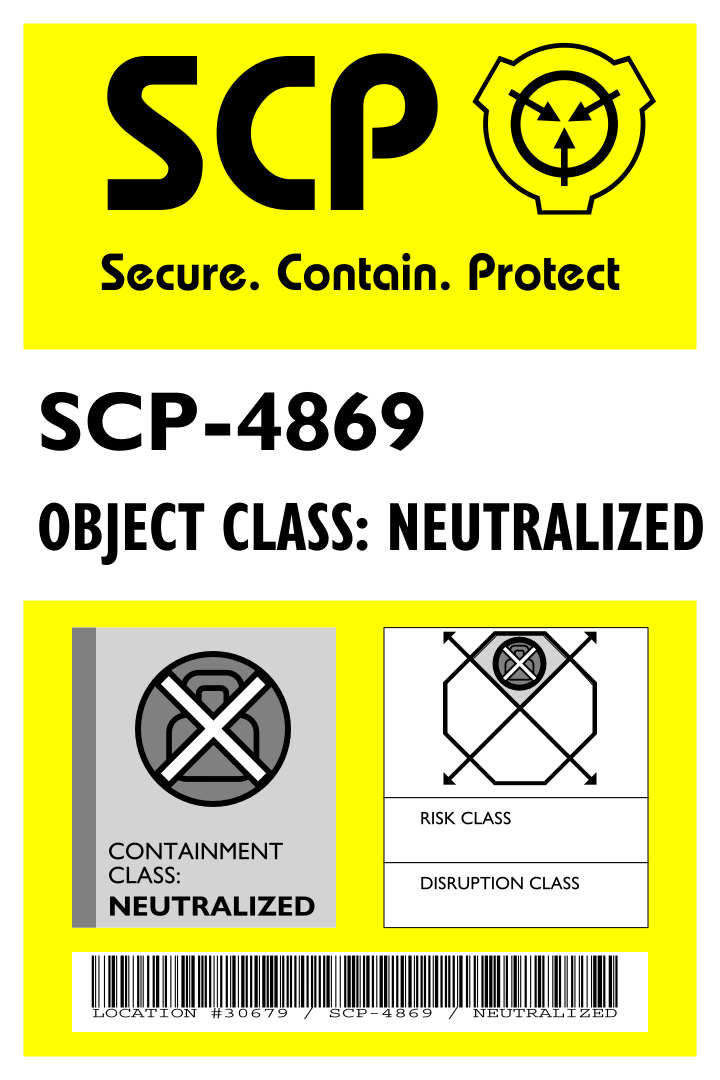 SCP
Secure. Contain. Protect
SCP-4869
OBJECT CLASS: NEUTRALIZED
CONTAINMENT
CLASS:
NEUTRALIZED
RISK CLASS
DISRUPTION CLASS
LOCATION #30679 / SCP-4869 / NEUTRALIZED